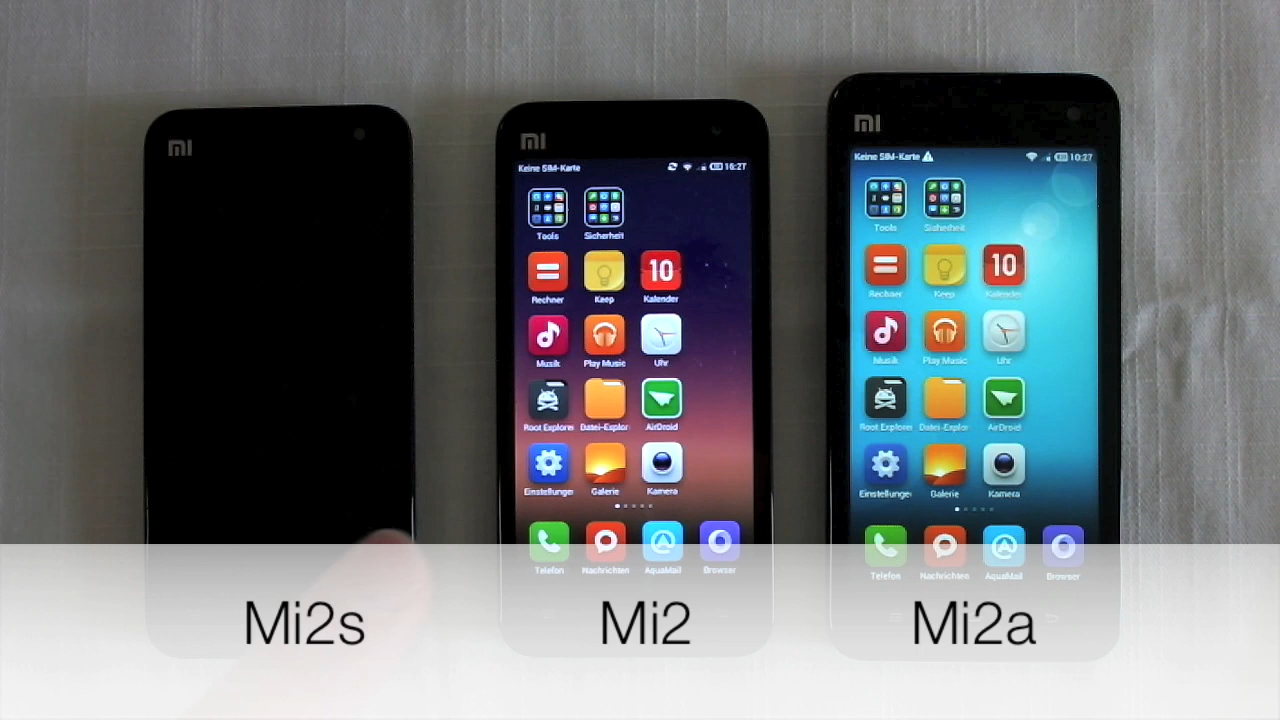 MI
MI
MI
Keine SIM-Karte 16:27
Keine SIM-Karte 10:27
Tools Sicherheit
Tools Sicherheit
10
10
Rechner Keep Kalender
Rechner Keep Kalender
Musik Play Music Uhr
Musik Play Music Uhr
Root Explorer Datei-Explor AirDroid
Root Explorer Datei-Explor AirDroid
Einstellunge Galerie Kamera
Einstellunge Galerie Kamera
Telefon Nachrichten AquaMail Browser
Telefon Nachrichten AquaMail Browser
Mi2s Mi2 Mi2a